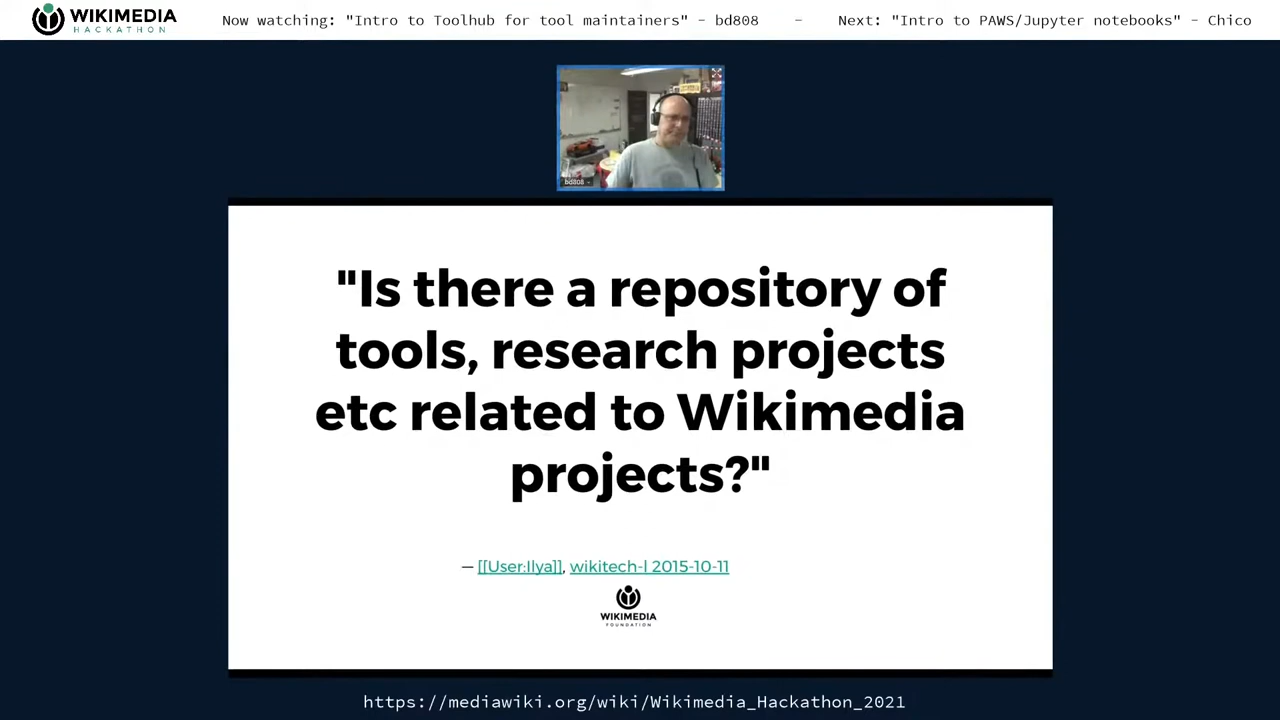 WIKIMEDIA
HACKATHON
Now watching: "Intro to Toolhub for tool maintainers" - bd808 – Next: "Intro to PAWS/Jupyter notebooks" - Chico
bd808
"Is there a repository of
tools, research projects
etc related to Wikimedia
projects?"
— [[User:Ilya]], wikitech-l 2015-10-11
WIKIMEDIA
FOUNDATION
https://mediawiki.org/wiki/Wikimedia_Hackathon_2021